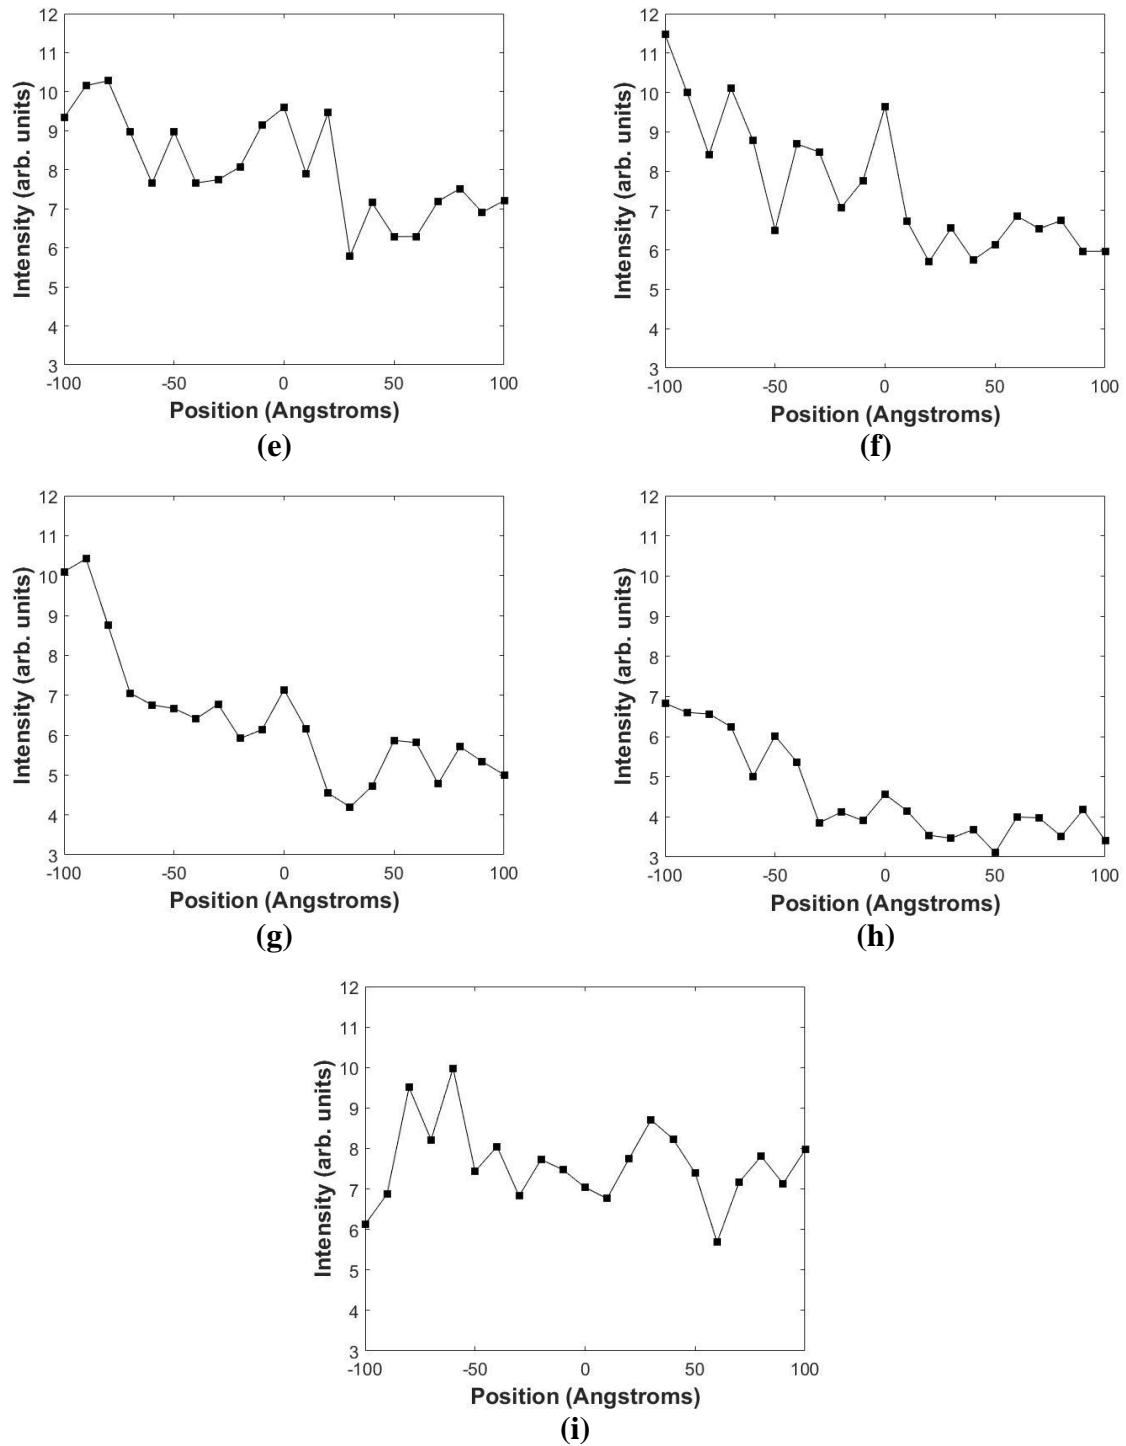 12
11
10
9
8
7
6
5
4
3
-100 -50 0 50 100
Intensity (arb. units)
Position (Angstroms)
(e)
12
11
10
9
8
7
6
5
4
3
-100 -50 0 50 100
Intensity (arb. units)
Position (Angstroms)
(f)
12
11
10
9
8
7
6
5
4
3
-100 -50 0 50 100
Intensity (arb. units)
Position (Angstroms)
(g)
12
11
10
9
8
7
6
5
4
3
-100 -50 0 50 100
Intensity (arb. units)
Position (Angstroms)
(h)
12
11
10
9
8
7
6
5
4
3
-100 -50 0 50 100
Intensity (arb. units)
Position (Angstroms)
(i)